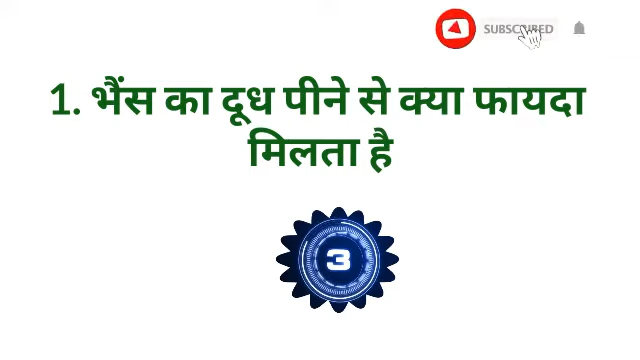 SUBSCRIBED
1. भैंस का दूध पीने से क्या फायदा
मिलता है
3